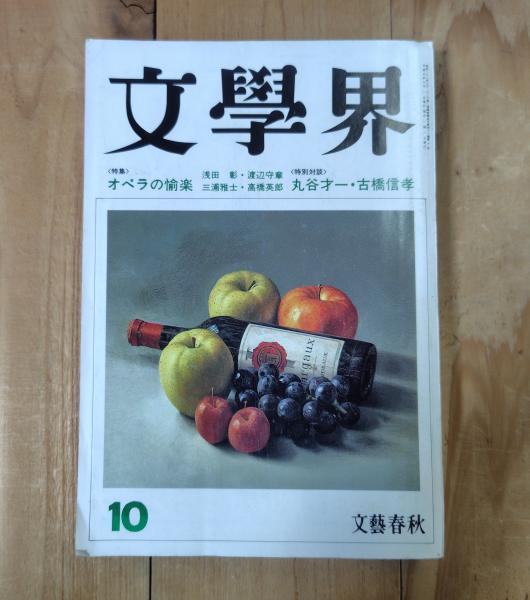 文學界
〈特集〉
オペラの愉楽
浅田 彰・渡辺守章
三浦雅士・高橋英郎
〈特別対談〉
丸谷才一・古橋信孝
10
文藝春秋